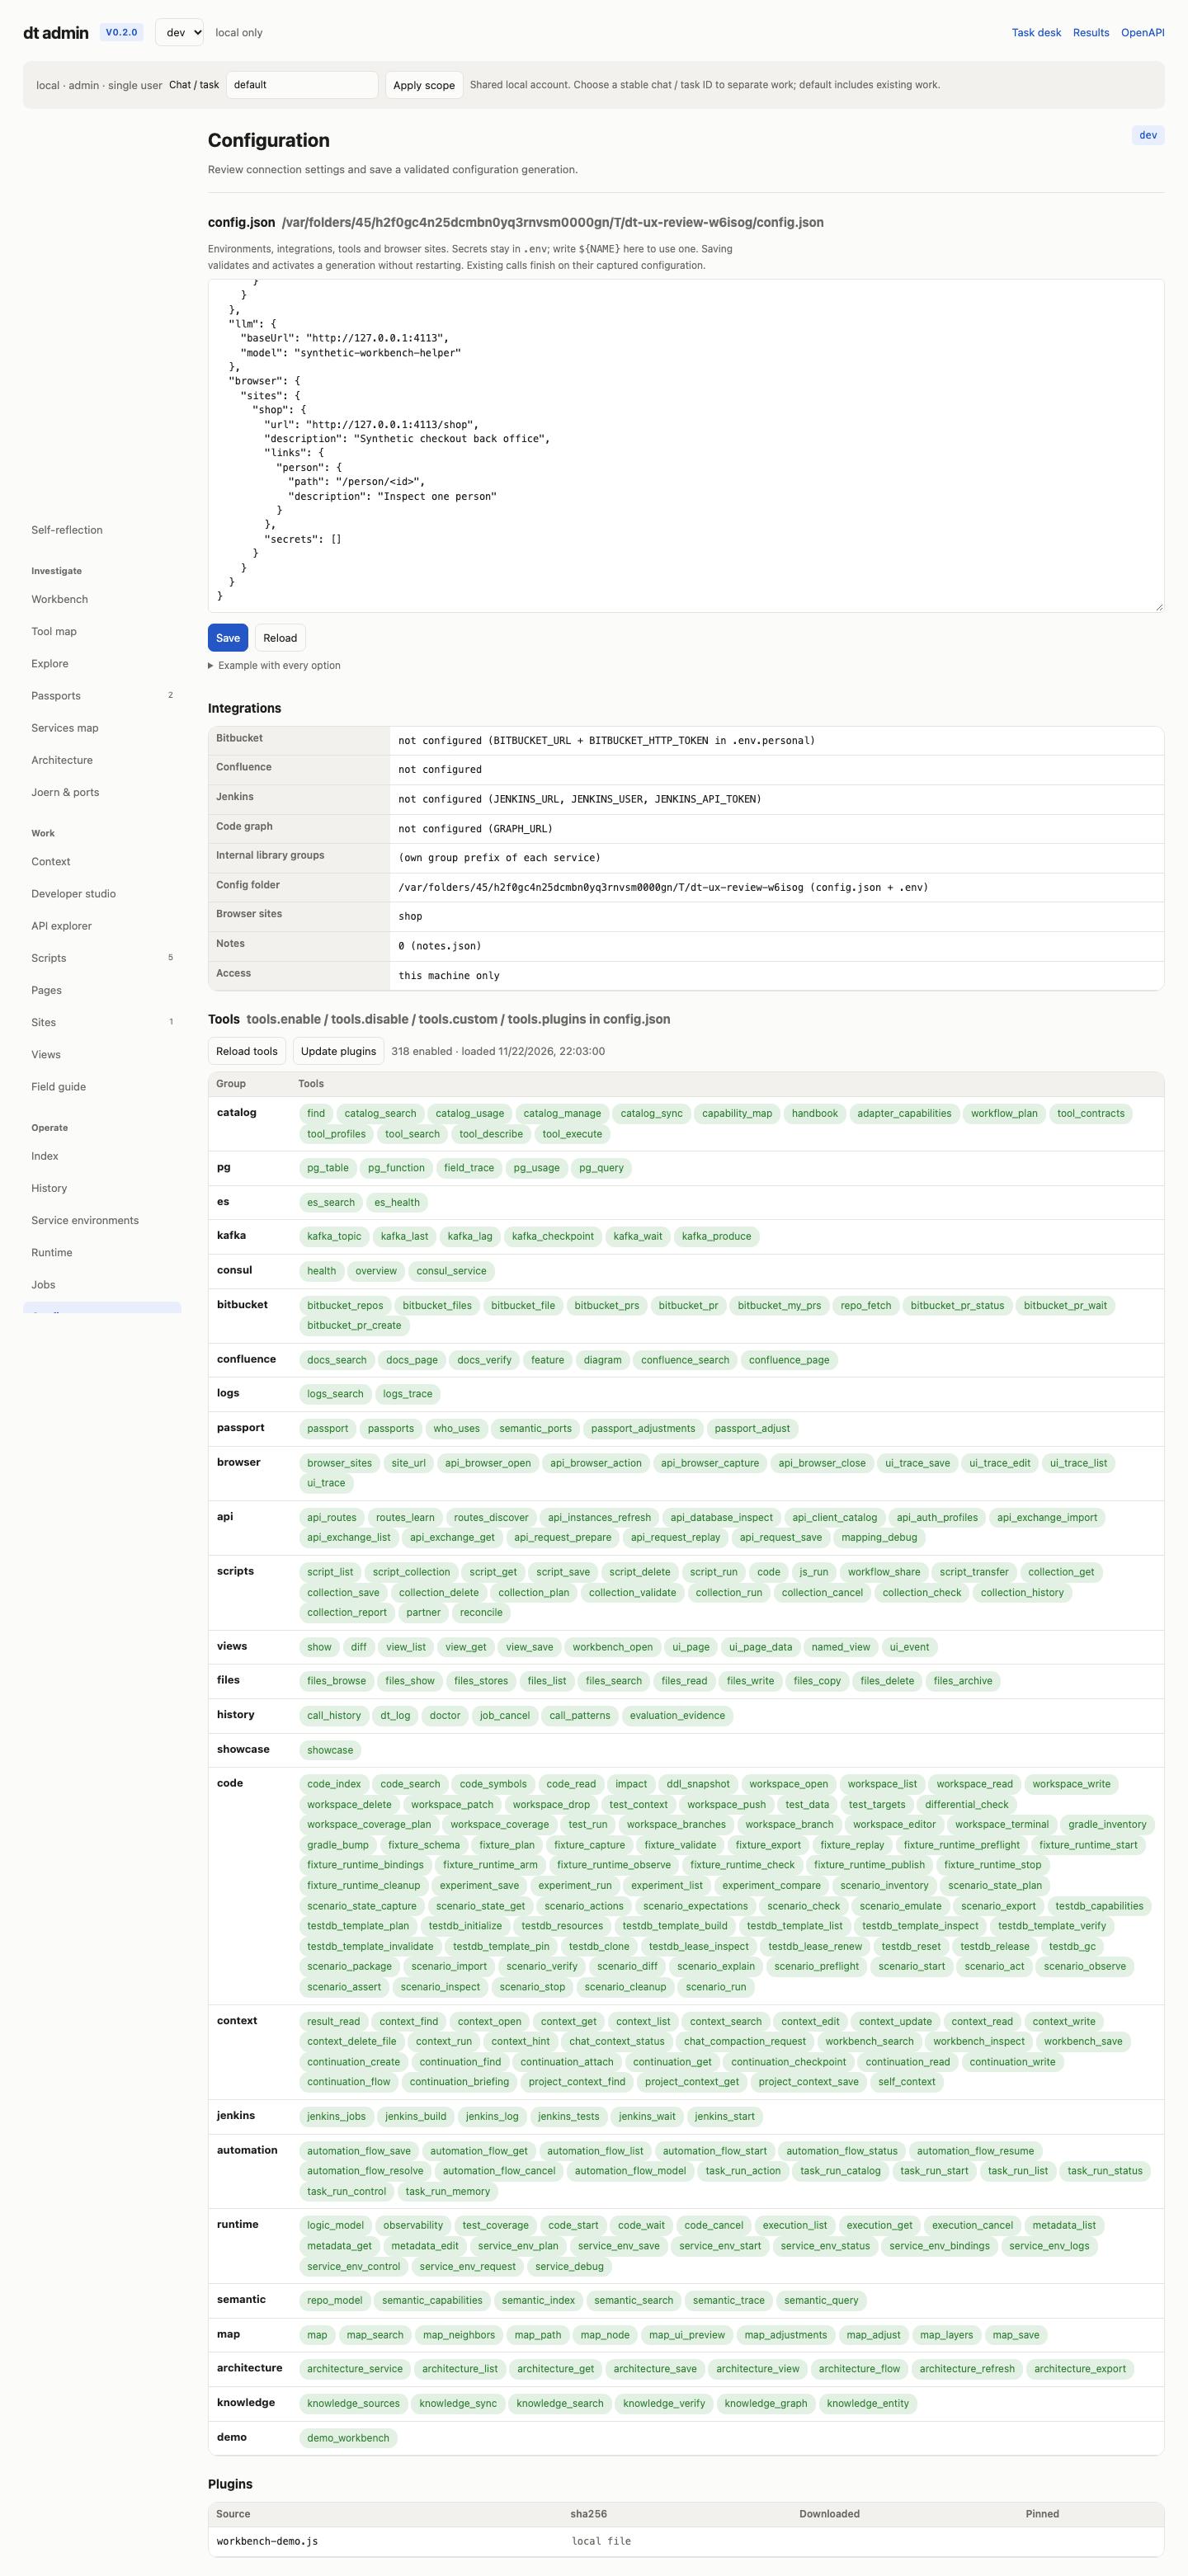 dt admin V0.2.0 dev local only Task desk Results OpenAPI
local · admin · single user Chat / task default Apply scope Shared local account. Choose a stable chat / task ID to separate work; default includes existing work.
Configuration dev
Review connection settings and save a validated configuration generation.
config.json /var/folders/45/h2f0gc4n25dcmbn0yq3rnvsm0000gn/T/dt-ux-review-w6isog/config.json
Environments, integrations, tools and browser sites. Secrets stay in .env; write ${NAME} here to use one. Saving
validates and activates a generation without restarting. Existing calls finish on their captured configuration.
}
}
},
"llm": {
"baseUrl": "http://127.0.0.1:4113",
"model": "synthetic-workbench-helper"
},
"browser": {
"sites": {
"shop": {
"url": "http://127.0.0.1:4113/shop",
"description": "Synthetic checkout back office",
"links": {
"person": {
"path": "/person/<id>",
"description": "Inspect one person"
}
},
"secrets": []
}
}
}
}
Save Reload
Example with every option
Self-reflection
Investigate
Workbench
Tool map
Explore
Passports 2
Services map
Architecture
Joern & ports
Work
Context
Developer studio
API explorer
Scripts 5
Pages
Sites 1
Views
Field guide
Operate
Index
History
Service environments
Runtime
Jobs
Integrations
Bitbucket not configured (BITBUCKET_URL + BITBUCKET_HTTP_TOKEN in .env.personal)
Confluence not configured
Jenkins not configured (JENKINS_URL, JENKINS_USER, JENKINS_API_TOKEN)
Code graph not configured (GRAPH_URL)
Internal library groups (own group prefix of each service)
Config folder /var/folders/45/h2f0gc4n25dcmbn0yq3rnvsm0000gn/T/dt-ux-review-w6isog (config.json + .env)
Browser sites shop
Notes 0 (notes.json)
Access this machine only
Tools tools.enable / tools.disable / tools.custom / tools.plugins in config.json
Reload tools Update plugins 318 enabled · loaded 11/22/2026, 22:03:00
Group Tools
catalog find catalog_search catalog_usage catalog_manage catalog_sync capability_map handbook adapter_capabilities workflow_plan tool_contracts
tool_profiles tool_search tool_describe tool_execute
pg pg_table pg_function field_trace pg_usage pg_query
es es_search es_health
kafka kafka_topic kafka_last kafka_lag kafka_checkpoint kafka_wait kafka_produce
consul health overview consul_service
bitbucket bitbucket_repos bitbucket_files bitbucket_file bitbucket_prs bitbucket_pr bitbucket_my_prs repo_fetch bitbucket_pr_status bitbucket_pr_wait
bitbucket_pr_create
confluence docs_search docs_page docs_verify feature diagram confluence_search confluence_page
logs logs_search logs_trace
passport passport passports who_uses semantic_ports passport_adjustments passport_adjust
browser browser_sites site_url api_browser_open api_browser_action api_browser_capture api_browser_close ui_trace_save ui_trace_edit ui_trace_list
ui_trace
api api_routes routes_learn routes_discover api_instances_refresh api_database_inspect api_client_catalog api_auth_profiles api_exchange_import
api_exchange_list api_exchange_get api_request_prepare api_request_replay api_request_save mapping_debug
scripts script_list script_collection script_get script_save script_delete script_run code js_run workflow_share script_transfer collection_get
collection_save collection_delete collection_plan collection_validate collection_run collection_cancel collection_check collection_history
collection_report partner reconcile
views show diff view_list view_get view_save workbench_open ui_page ui_page_data named_view ui_event
files files_browse files_show files_stores files_list files_search files_read files_write files_copy files_delete files_archive
history call_history dt_log doctor job_cancel call_patterns evaluation_evidence
showcase showcase
code code_index code_search code_symbols code_read impact ddl_snapshot workspace_open workspace_list workspace_read workspace_write
workspace_delete workspace_patch workspace_drop test_context workspace_push test_data test_targets differential_check
workspace_coverage_plan workspace_coverage test_run workspace_branches workspace_branch workspace_editor workspace_terminal gradle_inventory
gradle_bump fixture_schema fixture_plan fixture_capture fixture_validate fixture_export fixture_replay fixture_runtime_preflight fixture_runtime_start
fixture_runtime_bindings fixture_runtime_arm fixture_runtime_observe fixture_runtime_check fixture_runtime_publish fixture_runtime_stop
fixture_runtime_cleanup experiment_save experiment_run experiment_list experiment_compare scenario_inventory scenario_state_plan
scenario_state_capture scenario_state_get scenario_actions scenario_expectations scenario_check scenario_emulate scenario_export testdb_capabilities
testdb_template_plan testdb_initialize testdb_resources testdb_template_build testdb_template_list testdb_template_inspect testdb_template_verify
testdb_template_invalidate testdb_template_pin testdb_clone testdb_lease_inspect testdb_lease_renew testdb_reset testdb_release testdb_gc
scenario_package scenario_import scenario_verify scenario_diff scenario_explain scenario_preflight scenario_start scenario_act scenario_observe
scenario_assert scenario_inspect scenario_stop scenario_cleanup scenario_run
context result_read context_find context_open context_get context_list context_search context_edit context_update context_read context_write
context_delete_file context_run context_hint chat_context_status chat_compaction_request workbench_search workbench_inspect workbench_save
continuation_create continuation_find continuation_attach continuation_get continuation_checkpoint continuation_read continuation_write
continuation_flow continuation_briefing project_context_find project_context_get project_context_save self_context
jenkins jenkins_jobs jenkins_build jenkins_log jenkins_tests jenkins_wait jenkins_start
automation automation_flow_save automation_flow_get automation_flow_list automation_flow_start automation_flow_status automation_flow_resume
automation_flow_resolve automation_flow_cancel automation_flow_model task_run_action task_run_catalog task_run_start task_run_list task_run_status
task_run_control task_run_memory
runtime logic_model observability test_coverage code_start code_wait code_cancel execution_list execution_get execution_cancel metadata_list
metadata_get metadata_edit service_env_plan service_env_save service_env_start service_env_status service_env_bindings service_env_logs
service_env_control service_env_request service_debug
semantic repo_model semantic_capabilities semantic_index semantic_search semantic_trace semantic_query
map map map_search map_neighbors map_path map_node map_ui_preview map_adjustments map_adjust map_layers map_save
architecture architecture_service architecture_list architecture_get architecture_save architecture_view architecture_flow architecture_refresh architecture_export
knowledge knowledge_sources knowledge_sync knowledge_search knowledge_verify knowledge_graph knowledge_entity
demo demo_workbench
Plugins
Source sha256 Downloaded Pinned
workbench-demo.js local file